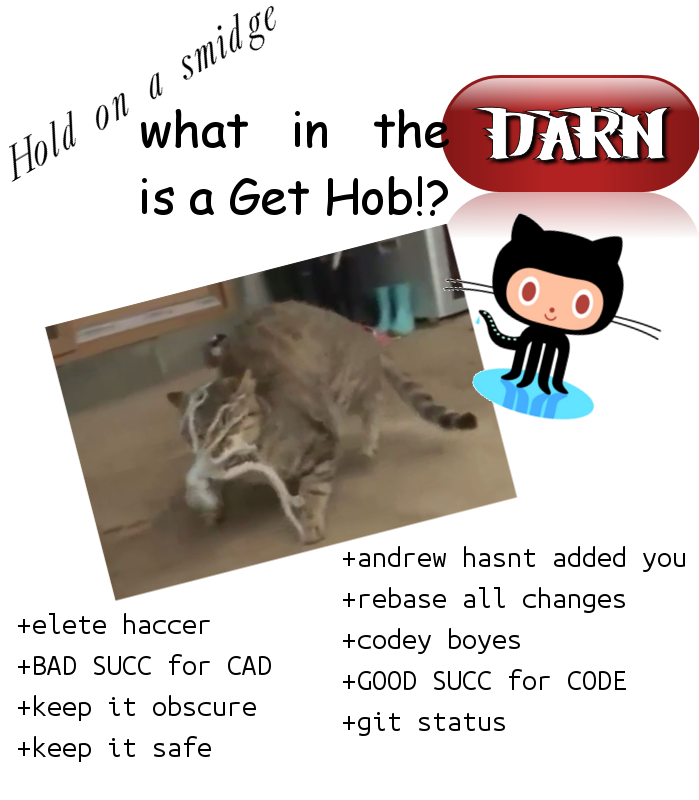 Hold on a smidge
what in the DARN
is a Get Hob!?
+andrew hasnt added you
+rebase all changes
+codey boyes
+GOOD SUCC for CODE
+git status
+elete haccer
+BAD SUCC for CAD
+keep it obscure
+keep it safe